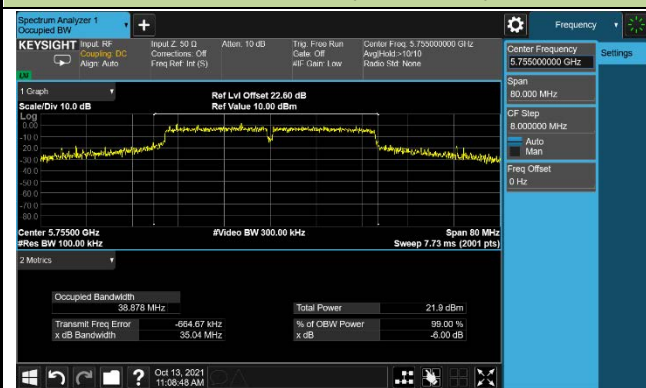 Spectrum Analyzer 1
Occupied BW
+
Frequency
KEYSIGHT
Input: RF
Coupling: DC
Align: Auto
Input Z: 50 Ω
Corrections: Off
Freq Ref: Int (S)
Atten: 10 dB
Trig: Free Run
Gate: Off
#IF Gain: Low
Center Freq: 5.755000000 GHz
Avg|Hold:>10/10
Radio Std: None
Center Frequency
5.755000000 GHz
Settings
Span
80.000 MHz
CF Step
8.000000 MHz
Auto
Man
Freq Offset
0 Hz
1 Graph
Scale/Div 10.0 dB
Ref Lvl Offset 22.60 dB
Ref Value 10.00 dBm
Log
0.00
-10.0
-20.0
-30.0
-40.0
-50.0
-60.0
-70.0
-80.0
Center 5.75500 GHz
#Video BW 300.00 kHz
Span 80 MHz
#Res BW 100.00 kHz
Sweep 7.73 ms (2001 pts)
2 Metrics
Occupied Bandwidth
38.878 MHz
Total Power
21.9 dBm
Transmit Freq Error
-664.67 kHz
% of OBW Power
99.00 %
x dB Bandwidth
35.04 MHz
x dB
-6.00 dB
?
Oct 13, 2021
11:08:48 AM